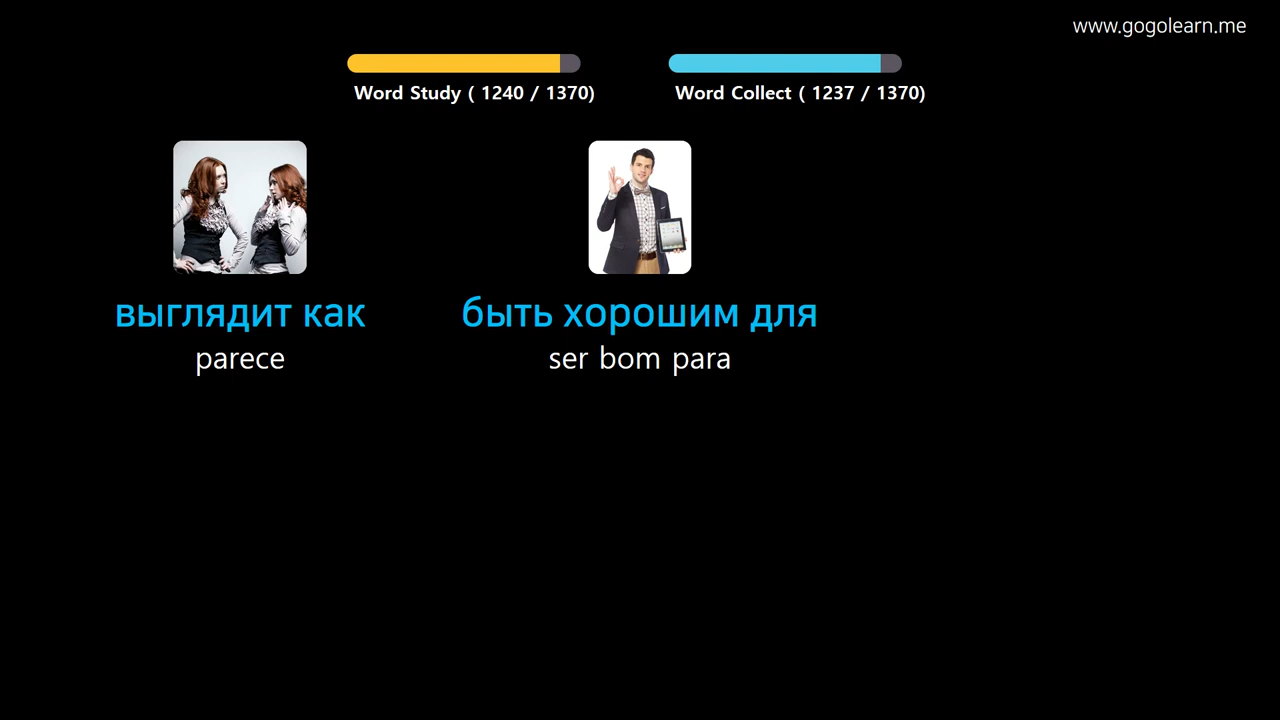 www.gogolearn.me
Word Study ( 1240 / 1370)
Word Collect ( 1237 / 1370)
выглядит как
parece
быть хорошим для
ser bom para